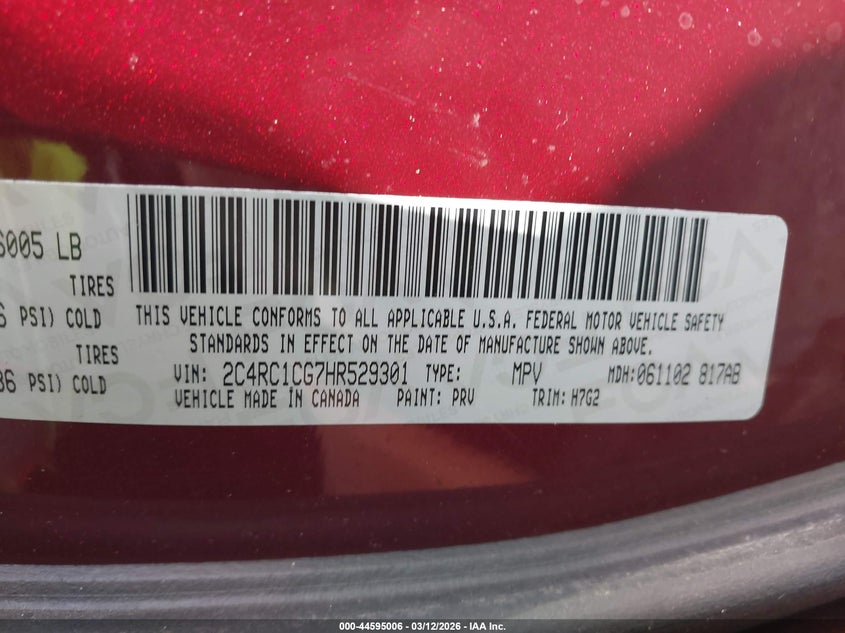 6005 LB
TIRES
PSI) COLD
TIRES
36 PSI) COLD
THIS VEHICLE CONFORMS TO ALL APPLICABLE U.S.A. FEDERAL MOTOR VEHICLE SAFETY
STANDARDS IN EFFECT ON THE DATE OF MANUFACTURE SHOWN ABOVE.
VIN: 2C4RC1CG7HR529301 TYPE: MPV MDH: 061102 817AB
VEHICLE MADE IN CANADA PAINT: PRV TRIM: H7G2
000-44595006 - 03/12/2026 - IAA Inc.